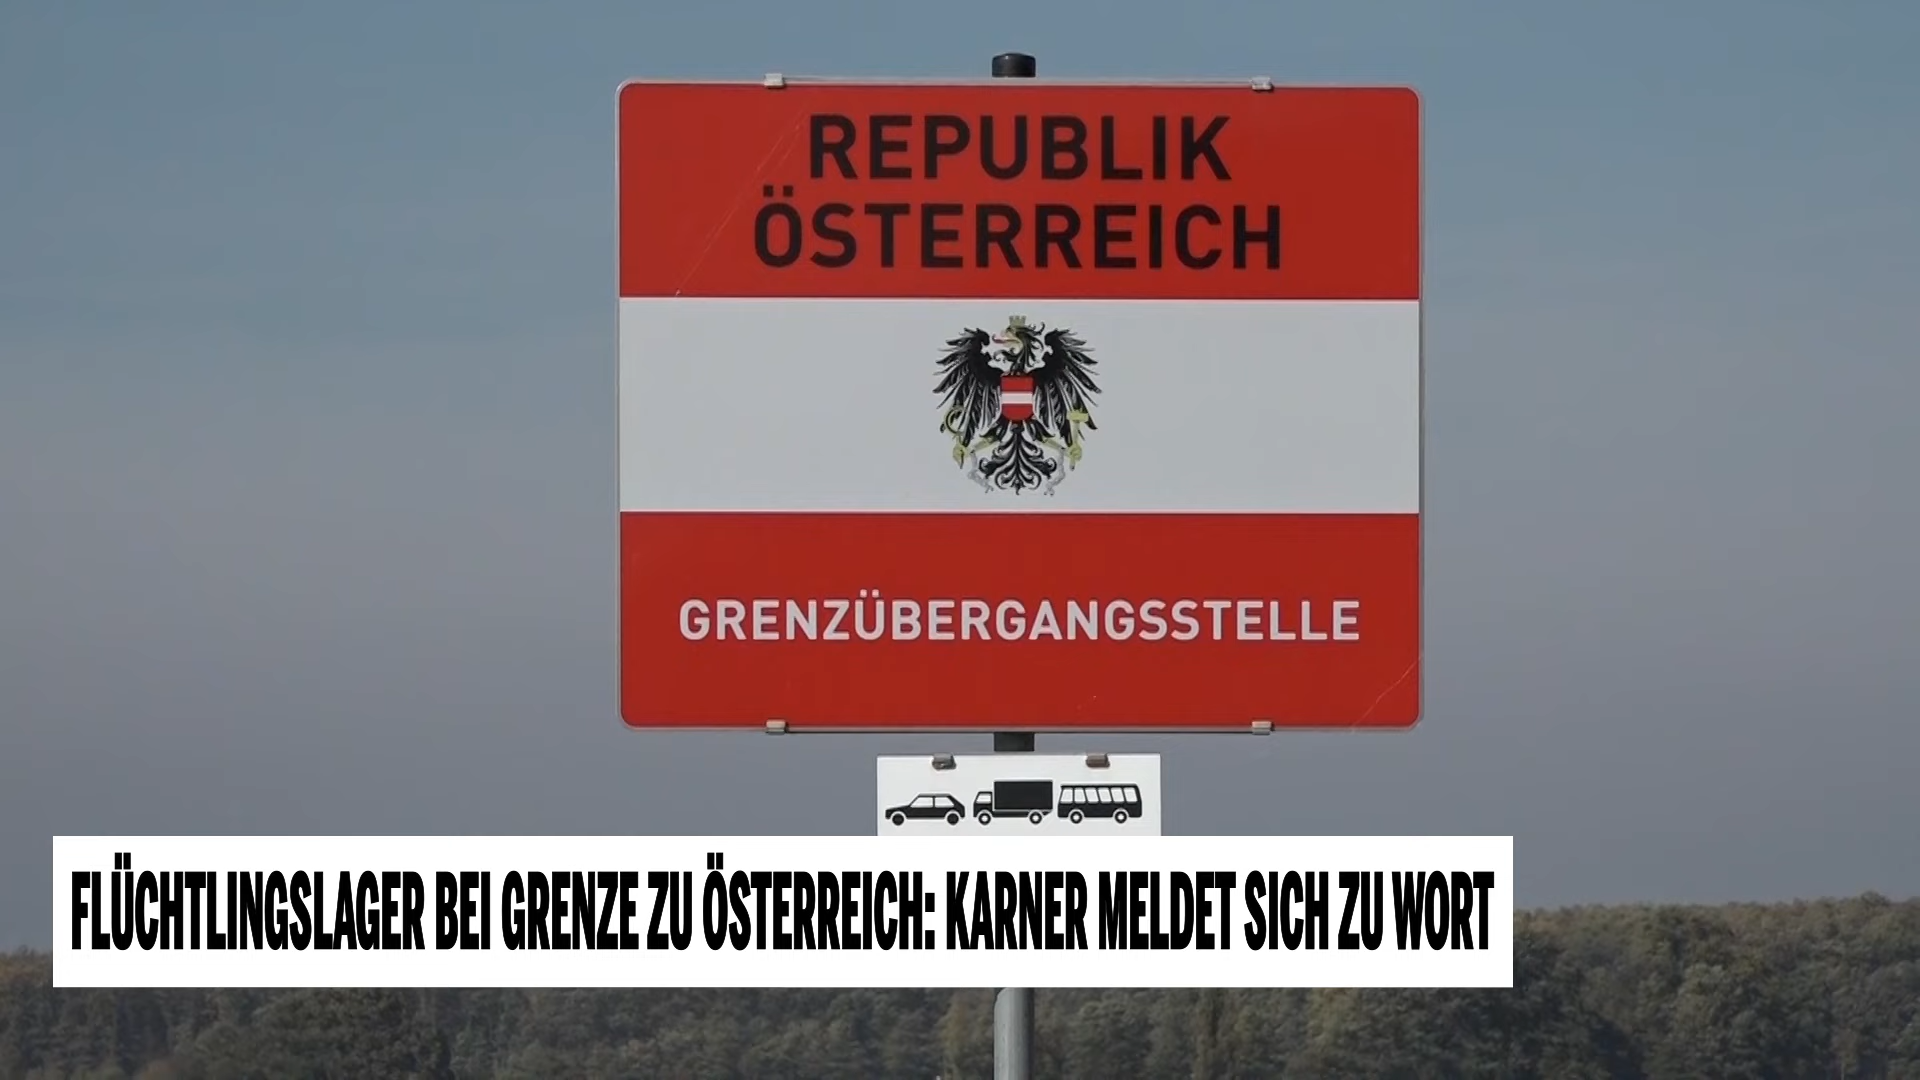 REPUBLIK
ÖSTERREICH
GRENZÜBERGANGSSTELLE
FLÜCHTLINGSLAGER BEI GRENZE ZU ÖSTERREICH: KARNER MELDET SICH ZU WORT